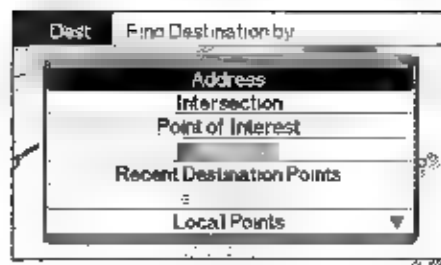 Dest
Find Destination by
Address
Intersection
Point of Interest
Recent Destination Points
Local Points